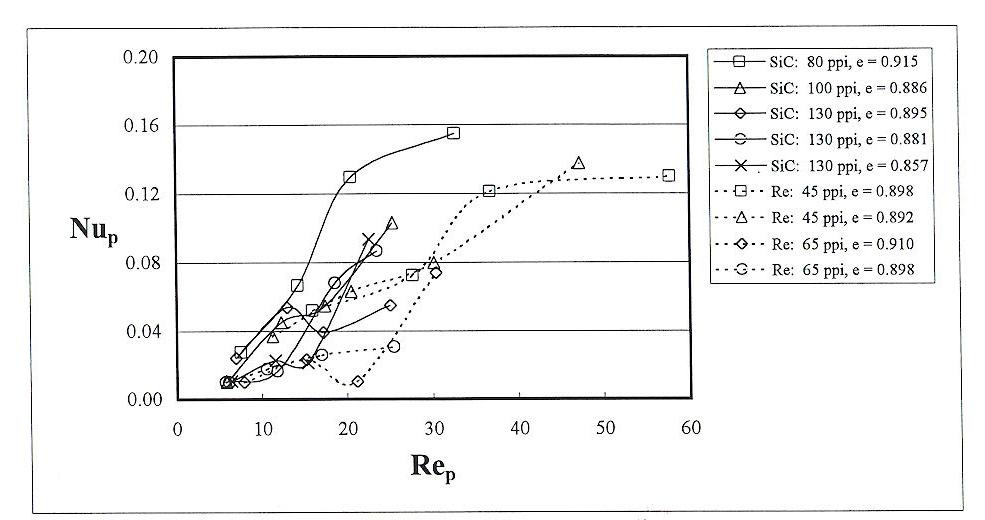 0.20
0.16
0.12
0.08
0.04
0.00
Nup
0 10 20 30 40 50 60
Rep
SiC: 80 ppi, e = 0.915
SiC: 100 ppi, e = 0.886
SiC: 130 ppi, e = 0.895
SiC: 130 ppi, e = 0.881
SiC: 130 ppi, e = 0.857
Re: 45 ppi, e = 0.898
Re: 45 ppi, e = 0.892
Re: 65 ppi, e = 0.910
Re: 65 ppi, e = 0.898